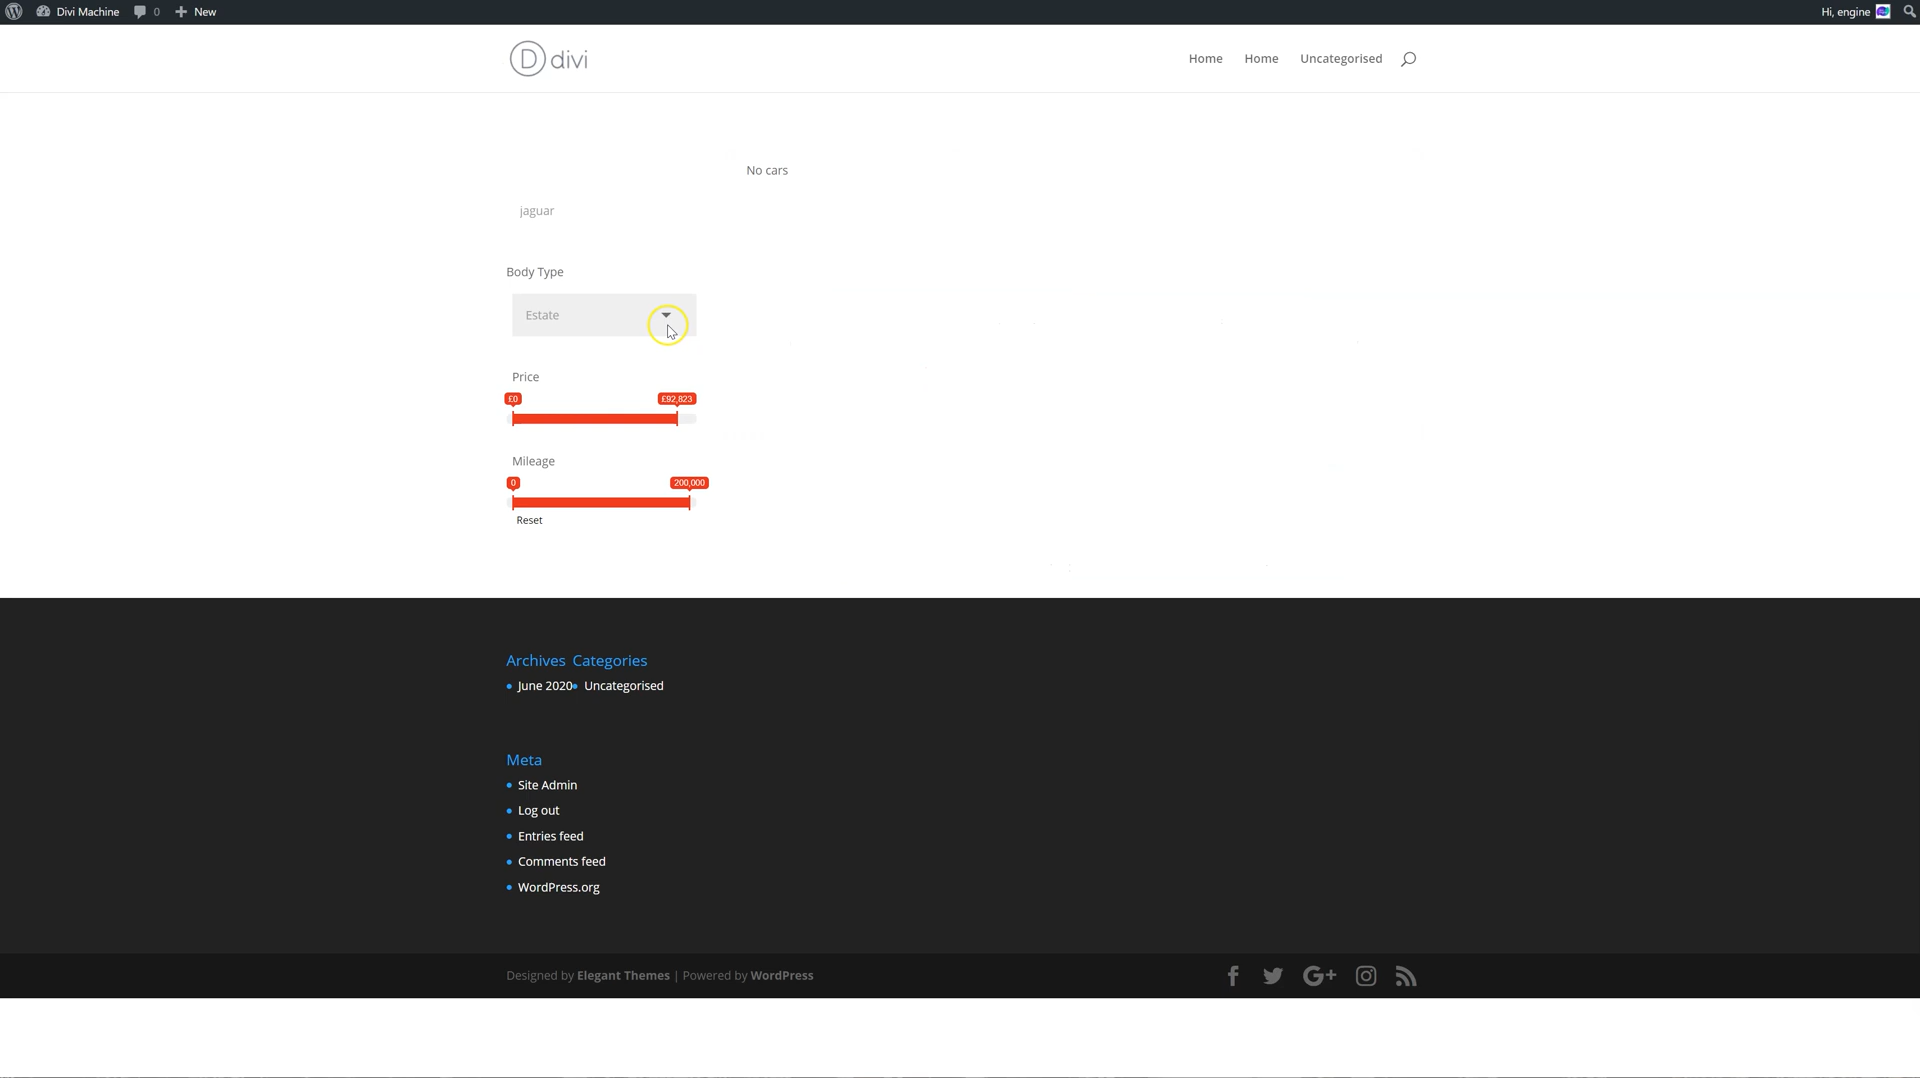 Divi Machine 0 New Hi, engine
D divi Home Home Uncategorised
No cars
jaguar
Body Type
Estate
Price
£0 £92,823
Mileage
0 200,000
Reset
Archives Categories
June 2020 Uncategorised
Meta
Site Admin
Log out
Entries feed
Comments feed
WordPress.org
Designed by Elegant Themes | Powered by WordPress